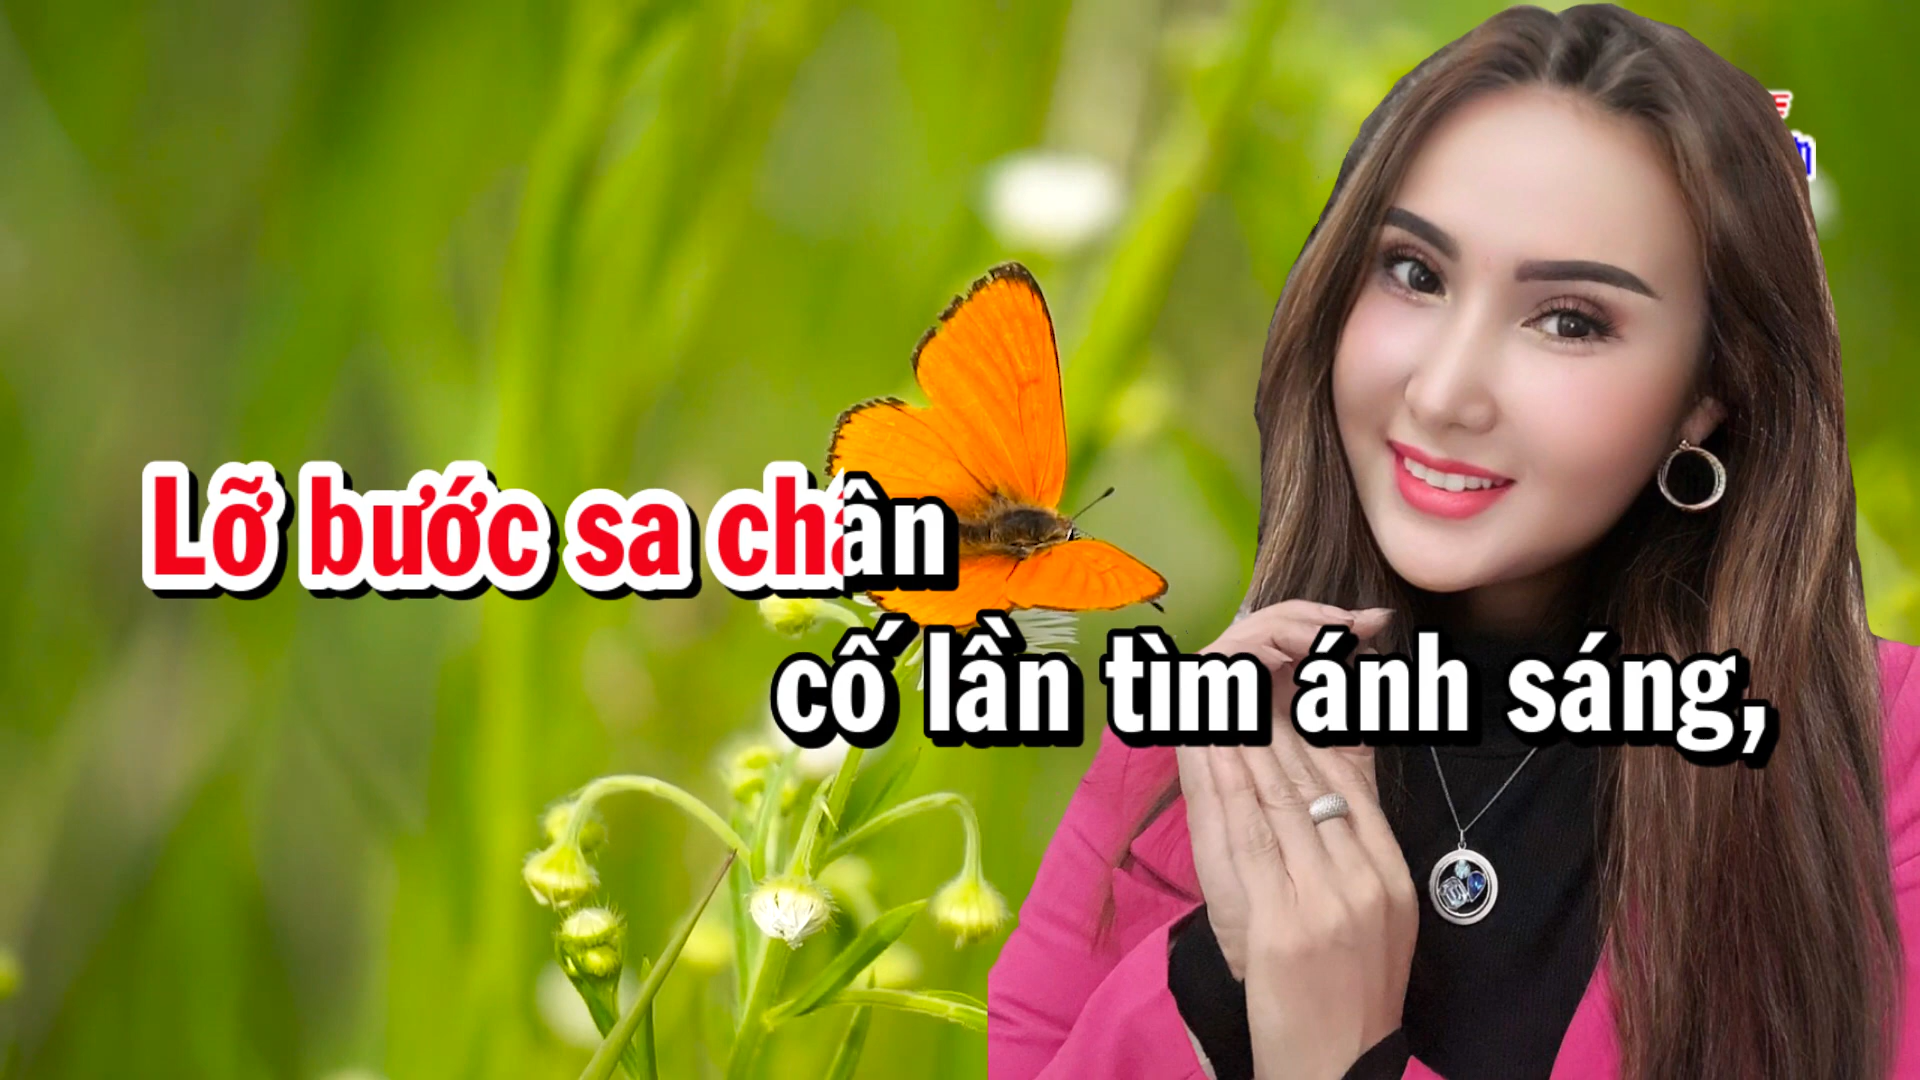 Lỡ bước sa chân
cố lần tìm ánh sáng,